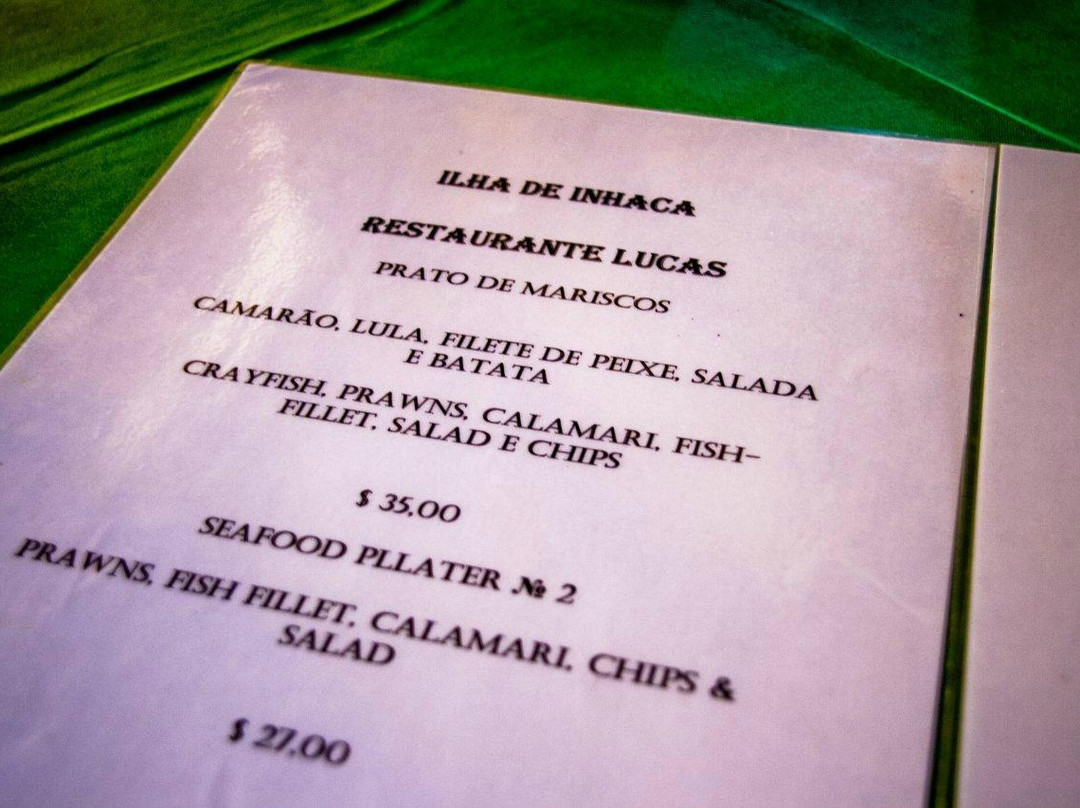 ILHA DE INHACA
RESTAURANTE LUCAS
PRATO DE MARISCOS
CAMARÃO, LULA, FILETE DE PEIXE, SALADA
E BATATA
CRAYFISH, PRAWNS, CALAMARI, FISH-
FILLET, SALAD E CHIPS
$ 35,00
SEAFOOD PLLATER № 2
PRAWNS, FISH FILLET, CALAMARI, CHIPS &
SALAD
$ 27,00